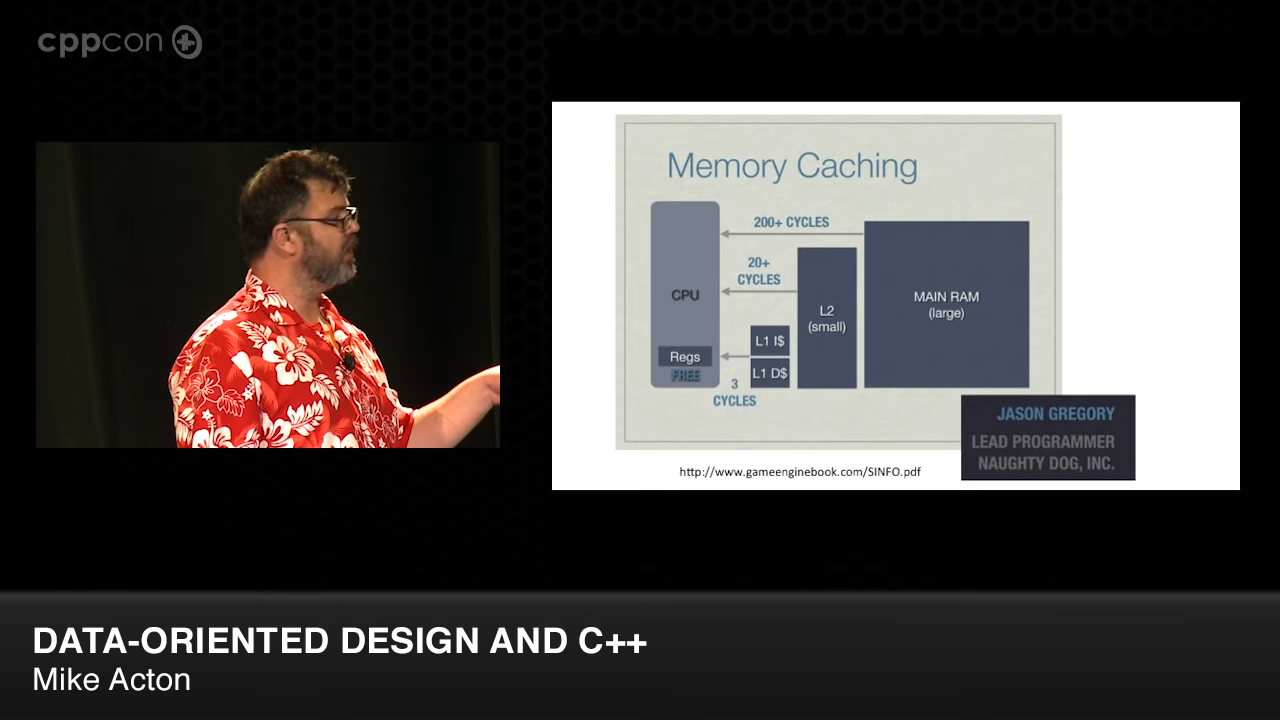 cppcon
Memory Caching
200+ CYCLES
20+
CYCLES
CPU
L2
(small)
MAIN RAM
(large)
L1 I$
Regs
L1 D$
FREE
3
CYCLES
JASON GREGORY
LEAD PROGRAMMER
NAUGHTY DOG, INC.
http://www.gameenginebook.com/SINFO.pdf
DATA-ORIENTED DESIGN AND C++
Mike Acton